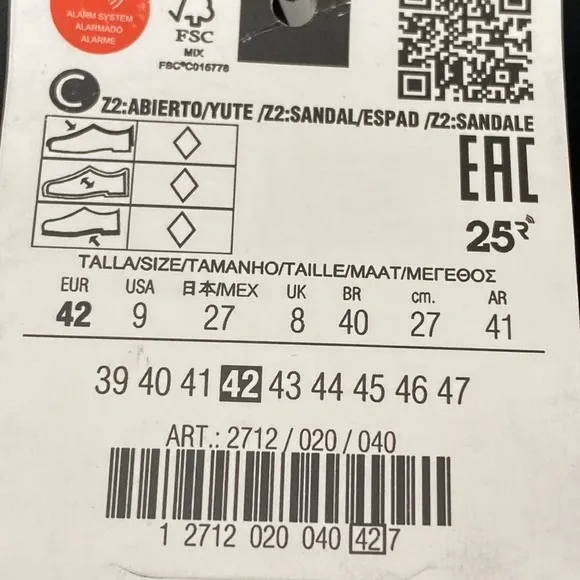 ALARM SYSTEM
ALARMADO
ALARME
FSC
MIX
FSC®C015778
C Z2:ABIERTO/YUTE /Z2:SANDAL/ESPAD /Z2:SANDALE
EAC
25
TALLA/SIZE/TAMANHO/TAILLE/MAAT/ΜΕΓΕΘΟΣ
EUR USA 日本/MEX UK BR cm. AR
42 9 27 8 40 27 41
39 40 41 42 43 44 45 46 47
ART.: 2712 / 020 / 040
1 2712 020 040 42 7